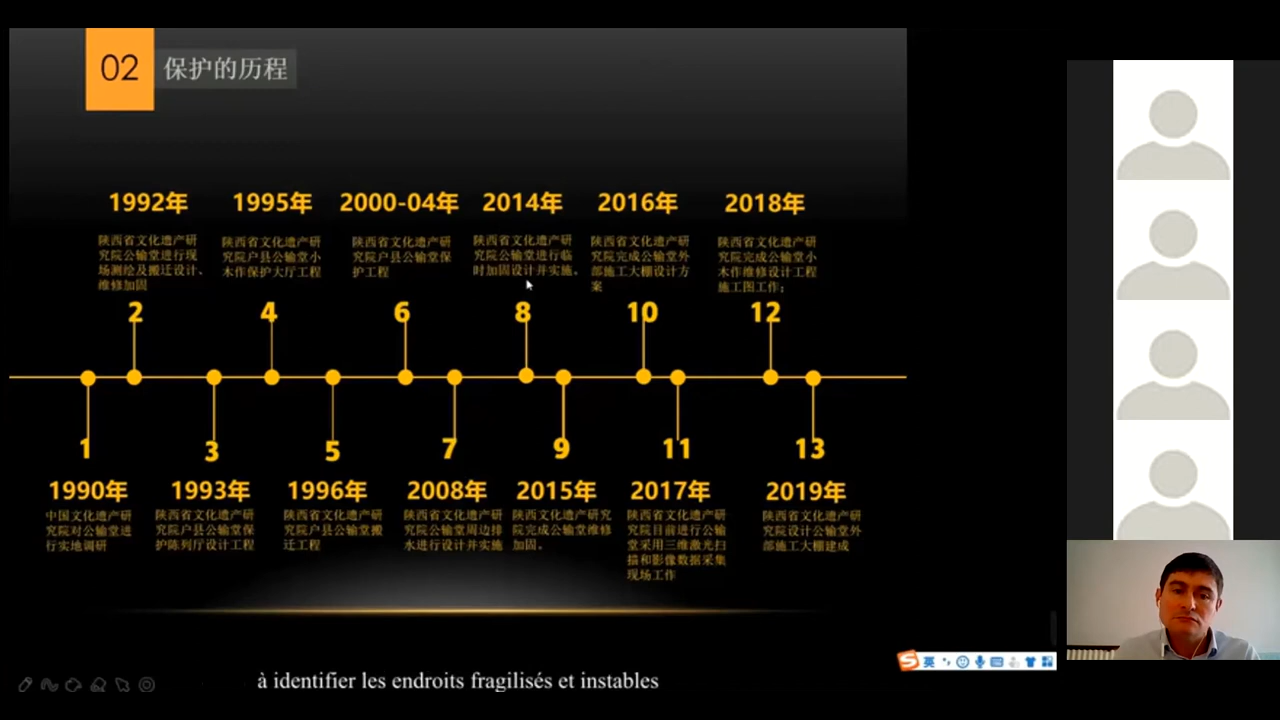 02
保护的历程
1992年
1995年
2000-04年
2014年
2016年
2018年
陕西省文化遗产研
究院公输堂进行现
场测绘及搬迁设计、
维修加固
陕西省文化遗产研
究院户县公输堂小
木作保护大厅工程
陕西省文化遗产研
究院户县公输堂保
护工程
陕西省文化遗产研
究院公输堂进行临
时加固设计并实施。
陕西省文化遗产研
究院完成公输堂外
部施工大棚设计方
案
陕西省文化遗产研
究院完成公输堂小
木作维修设计工程
施工图工作;
2
4
6
8
10
12
1
3
5
7
9
11
13
1990年
1993年
1996年
2008年
2015年
2017年
2019年
中国文化遗产研
究院对公输堂进
行实地调研
陕西省文化遗产研
究院户县公输堂保
护陈列厅设计工程
陕西省文化遗产研
究院户县公输堂搬
迁工程
陕西省文化遗产研
究院公输堂周边排
水进行设计并实施
陕西省文化遗产研究
院完成公输堂维修
加固。
陕西省文化遗产研
究院目前进行公输
堂采用三维激光扫
描和影像数据采集
现场工作
陕西省文化遗产研
究院设计公输堂外
部施工大棚建成
英
à identifier les endroits fragilisés et instables